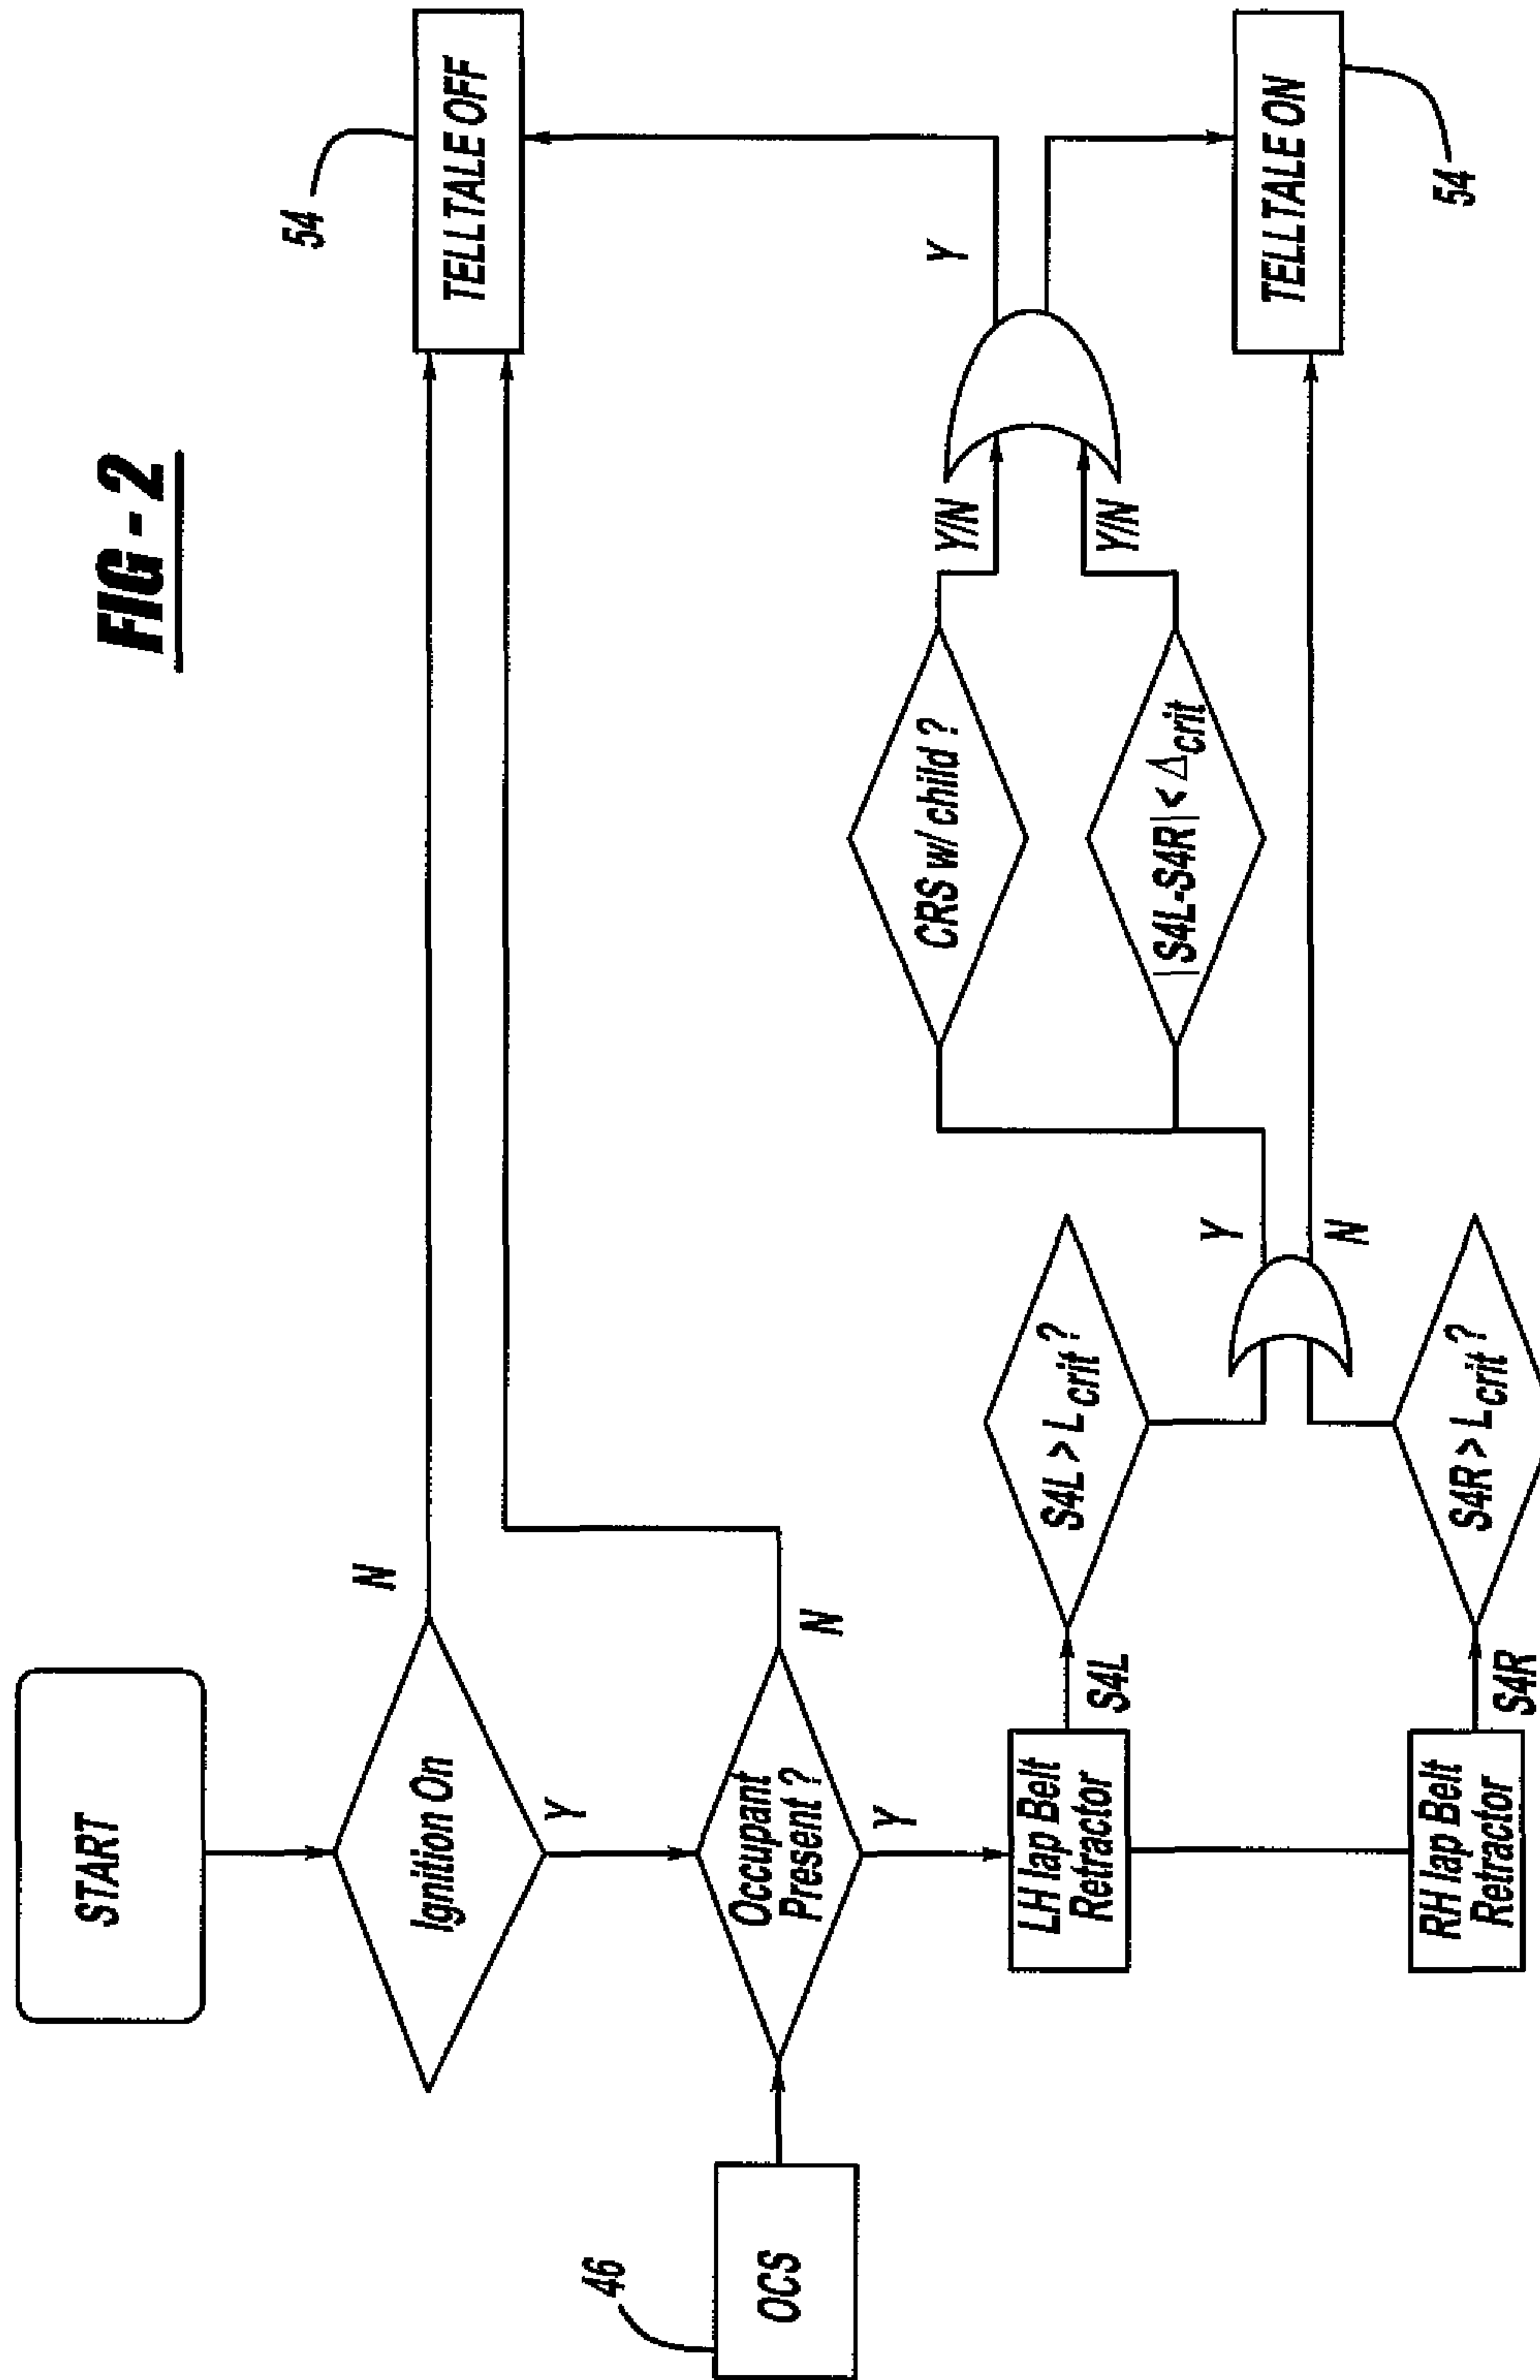 FIG - 2
START
54
Ignition On
N
TELLTALE OFF
Y
46
OCS
Occupant
Present ?
N
Y
CRS w/ child ?
Y/N
Y
LH lap Belt
Retractor
S4L
S4L > Lcrit ?
|S4L-S4R| < Δcrit
Y/N
Y
N
TELLTALE ON
54
RH lap Belt
Retractor
S4R
S4R > Lcrit ?